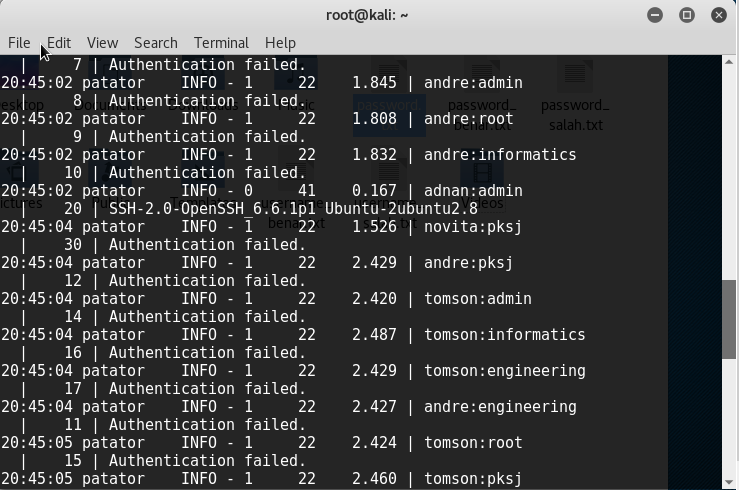 root@kali: ~
File Edit View Search Terminal Help
| 7 | Authentication failed.
20:45:02 patator INFO - 1 22 1.845 | andre:admin
| 8 | Authentication failed.
20:45:02 patator INFO - 1 22 1.808 | andre:root
| 9 | Authentication failed.
20:45:02 patator INFO - 1 22 1.832 | andre:informatics
| 10 | Authentication failed.
20:45:02 patator INFO - 0 41 0.167 | adnan:admin
| 20 | SSH-2.0-OpenSSH_6.6.1p1 Ubuntu-2ubuntu2.8
20:45:04 patator INFO - 1 22 1.526 | novita:pksj
| 30 | Authentication failed.
20:45:04 patator INFO - 1 22 2.429 | andre:pksj
| 12 | Authentication failed.
20:45:04 patator INFO - 1 22 2.420 | tomson:admin
| 14 | Authentication failed.
20:45:04 patator INFO - 1 22 2.487 | tomson:informatics
| 16 | Authentication failed.
20:45:04 patator INFO - 1 22 2.429 | tomson:engineering
| 17 | Authentication failed.
20:45:04 patator INFO - 1 22 2.427 | andre:engineering
| 11 | Authentication failed.
20:45:05 patator INFO - 1 22 2.424 | tomson:root
| 15 | Authentication failed.
20:45:05 patator INFO - 1 22 2.460 | tomson:pksj
password_
salah.txt
password_
benar.txt
Videos